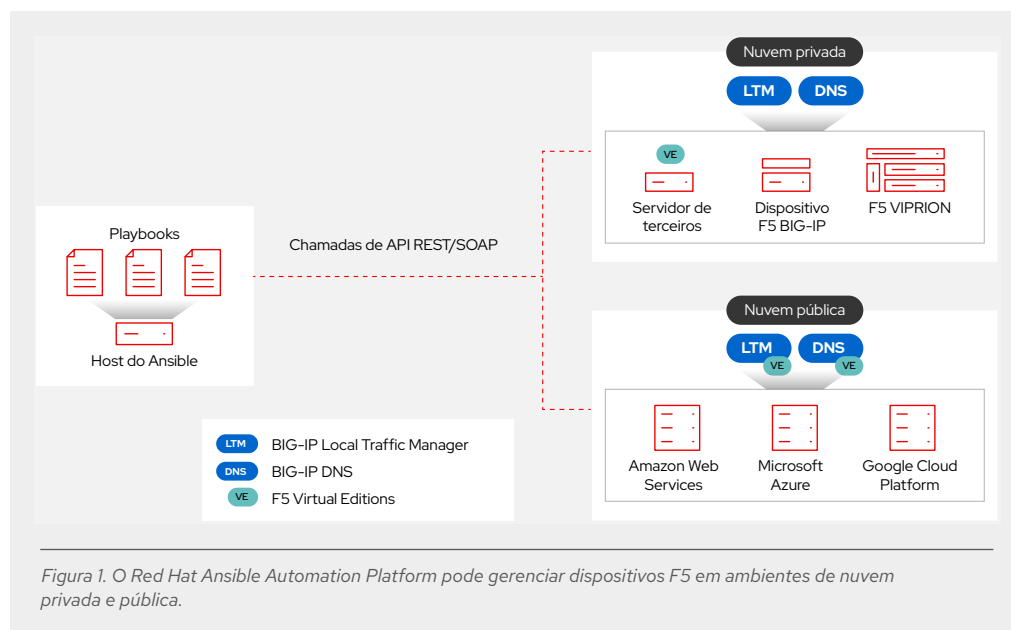 Nuvem privada
LTM
DNS
VE
Servidor de
terceiros
Dispositivo
F5 BIG-IP
F5 VIPRION
Playbooks
Host do Ansible
Chamadas de API REST/SOAP
Nuvem pública
LTM
DNS
VE
VE
Amazon Web
Services
Microsoft
Azure
Google Cloud
Platform
LTM BIG-IP Local Traffic Manager
DNS BIG-IP DNS
VE F5 Virtual Editions
Figura 1. O Red Hat Ansible Automation Platform pode gerenciar dispositivos F5 em ambientes de nuvem
privada e pública.